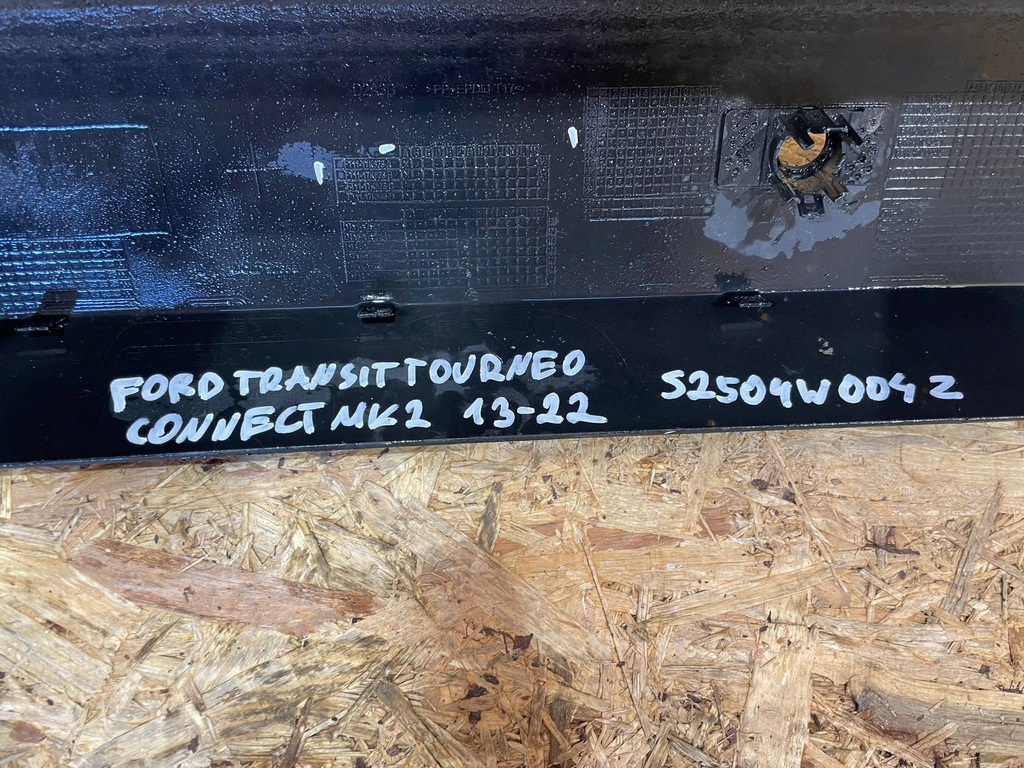 FORD TRANSIT TOURNEO
CONNECT MK2 13-22
S2504W004Z